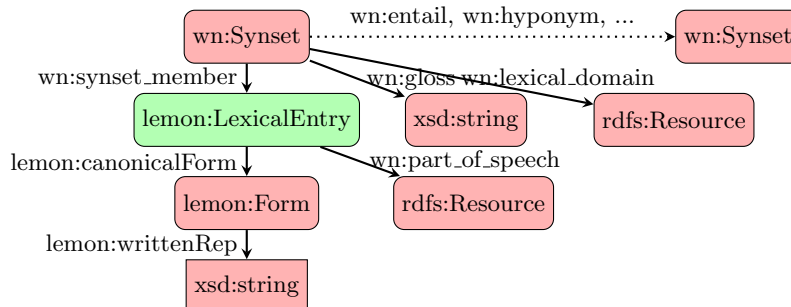 wn:entail, wn:hyponym, ...
wn:Synset
wn:Synset
wn:synset_member
wn:gloss
wn:lexical_domain
lemon:LexicalEntry
xsd:string
rdfs:Resource
lemon:canonicalForm
wn:part_of_speech
lemon:Form
rdfs:Resource
lemon:writtenRep
xsd:string